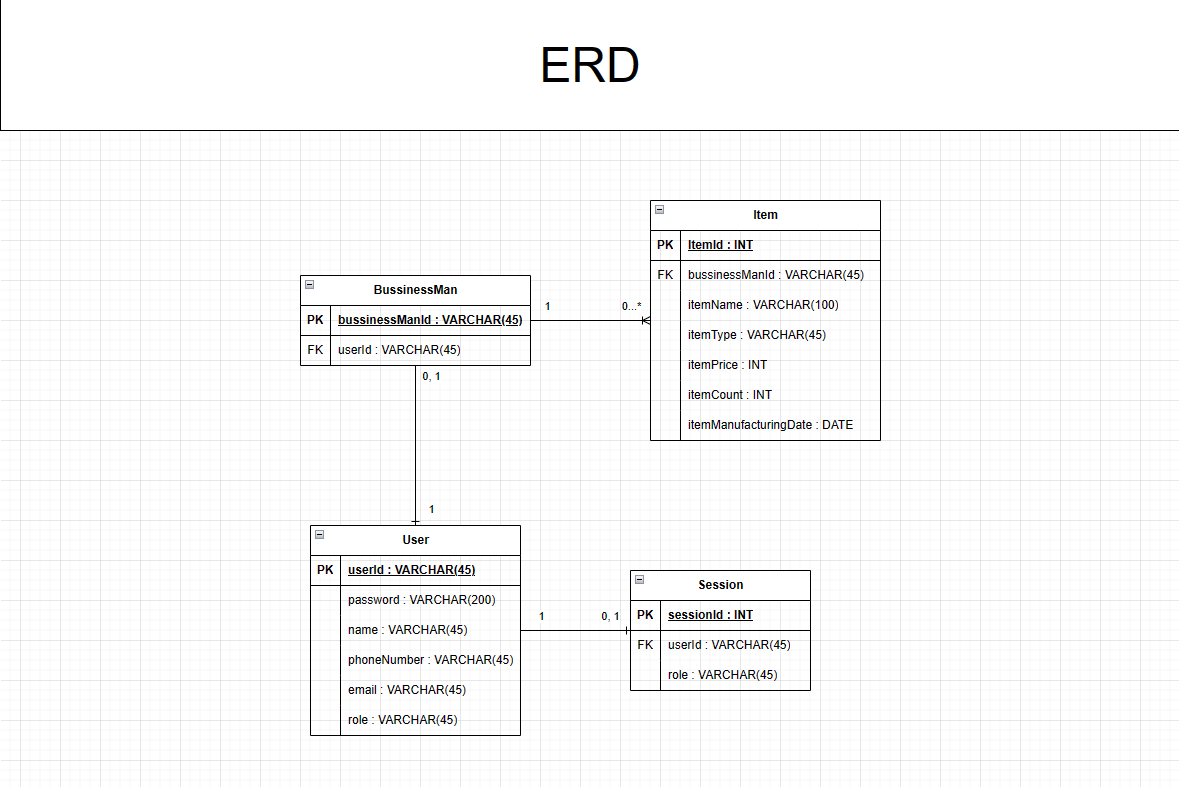 ERD
Item
PK ItemId : INT
FK bussinessManId : VARCHAR(45)
itemName : VARCHAR(100)
itemType : VARCHAR(45)
itemPrice : INT
itemCount : INT
itemManufacturingDate : DATE
BussinessMan
PK bussinessManId : VARCHAR(45)
FK userId : VARCHAR(45)
1
0...*
0, 1
1
User
PK userId : VARCHAR(45)
password : VARCHAR(200)
name : VARCHAR(45)
phoneNumber : VARCHAR(45)
email : VARCHAR(45)
role : VARCHAR(45)
1
0, 1
Session
PK sessionId : INT
FK userId : VARCHAR(45)
role : VARCHAR(45)